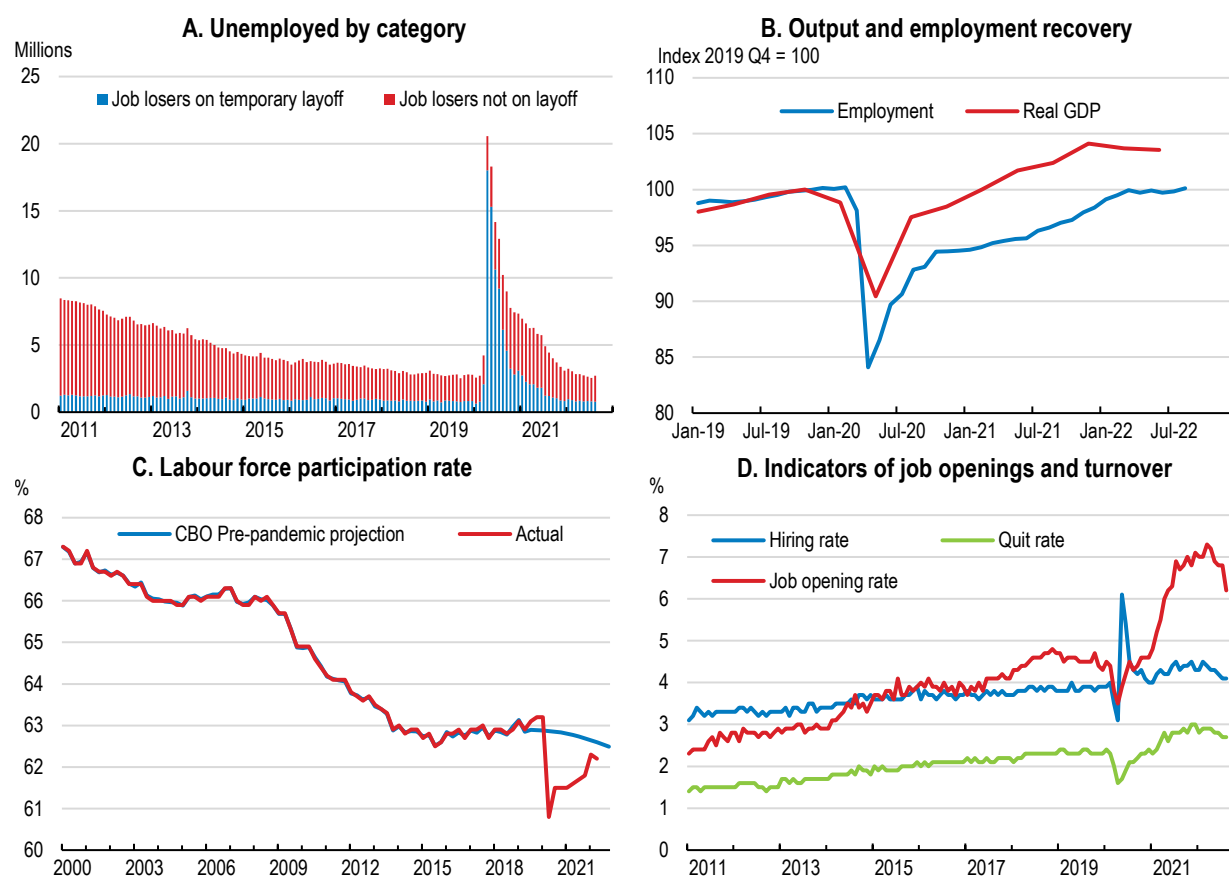 A. Unemployed by category
Millions
25
20
15
10
5
0
Job losers on temporary layoff
Job losers not on layoff
2011 2013 2015 2017 2019 2021
B. Output and employment recovery
Index 2019 Q4 = 100
110
105
100
95
90
85
80
Employment
Real GDP
Jan-19 Jul-19 Jan-20 Jul-20 Jan-21 Jul-21 Jan-22 Jul-22
C. Labour force participation rate
%
68
67
66
65
64
63
62
61
60
CBO Pre-pandemic projection
Actual
2000 2003 2006 2009 2012 2015 2018 2021
D. Indicators of job openings and turnover
%
8
7
6
5
4
3
2
1
0
Hiring rate
Quit rate
Job opening rate
2011 2013 2015 2017 2019 2021